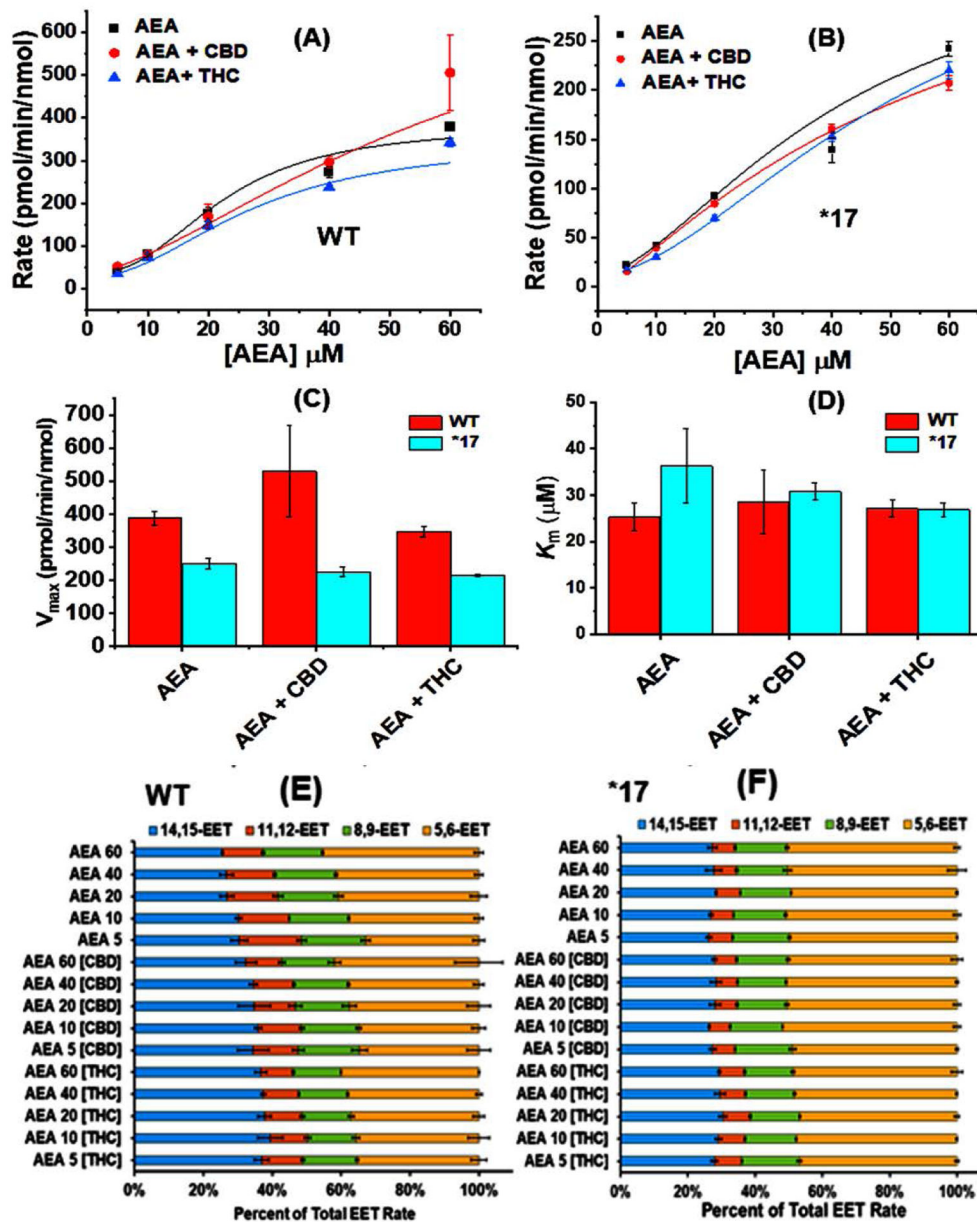 (A)
AEA
AEA + CBD
AEA+ THC
WT
Rate (pmol/min/nmol)
600
500
400
300
200
100
0
0 10 20 30 40 50 60
[AEA] μM
(B)
AEA
AEA + CBD
AEA + THC
*17
Rate (pmol/min/nmol)
250
200
150
100
50
0
0 10 20 30 40 50 60
[AEA] μM
(C)
WT
*17
Vmax (pmol/min/nmol)
700
600
500
400
300
200
100
0
AEA
AEA + CBD
AEA + THC
(D)
WT
*17
Km (μM)
50
40
30
20
10
0
AEA
AEA + CBD
AEA + THC
WT (E)
14,15-EET 11,12-EET 8,9-EET 5,6-EET
AEA 60
AEA 40
AEA 20
AEA 10
AEA 5
AEA 60 [CBD]
AEA 40 [CBD]
AEA 20 [CBD]
AEA 10 [CBD]
AEA 5 [CBD]
AEA 60 [THC]
AEA 40 [THC]
AEA 20 [THC]
AEA 10 [THC]
AEA 5 [THC]
0% 20% 40% 60% 80% 100%
Percent of Total EET Rate
*17 (F)
14,15-EET 11,12-EET 8,9-EET 5,6-EET
AEA 60
AEA 40
AEA 20
AEA 10
AEA 5
AEA 60 [CBD]
AEA 40 [CBD]
AEA 20 [CBD]
AEA 10 [CBD]
AEA 5 [CBD]
AEA 60 [THC]
AEA 40 [THC]
AEA 20 [THC]
AEA 10 [THC]
AEA 5 [THC]
0% 20% 40% 60% 80% 100%
Percent of Total EET Rate